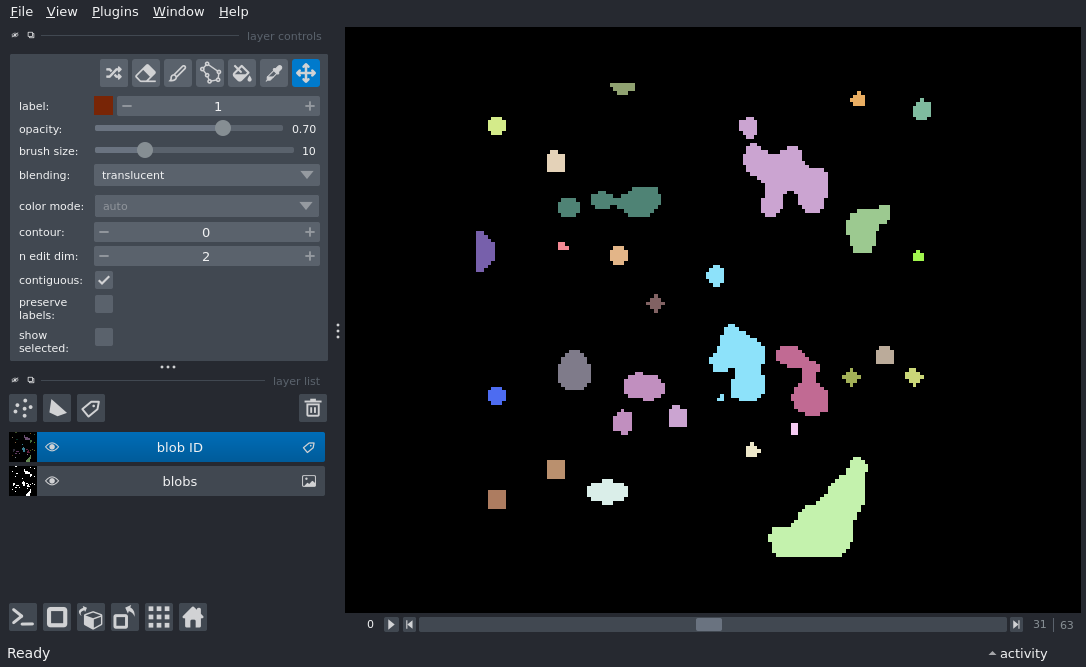 File View Plugins Window Help
layer controls
label: 1
opacity: 0.70
brush size: 10
blending: translucent
color mode: auto
contour: 0
n edit dim: 2
contiguous:
preserve
labels:
show
selected:
layer list
blob ID
blobs
0 31 | 63
Ready activity